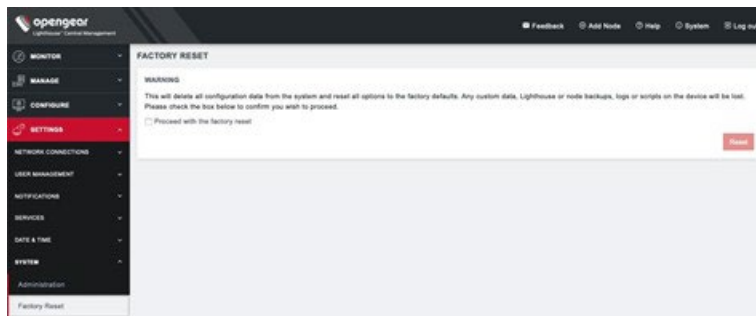 opengear
Lighthouse™ Central Management
Feedback
Add Node
Help
System
Log ou
MONITOR
MANAGE
CONFIGURE
SETTINGS
NETWORK CONNECTIONS
USER MANAGEMENT
NOTIFICATIONS
SERVICES
DATE & TIME
SYSTEM
Administration
Factory Reset
FACTORY RESET
WARNING
This will delete all configuration data from the system and reset all options to the factory defaults. Any custom data, Lighthouse or node backups, logs or scripts on the device will be lost.
Please check the box below to confirm you wish to proceed.
Proceed with the factory reset
Reset